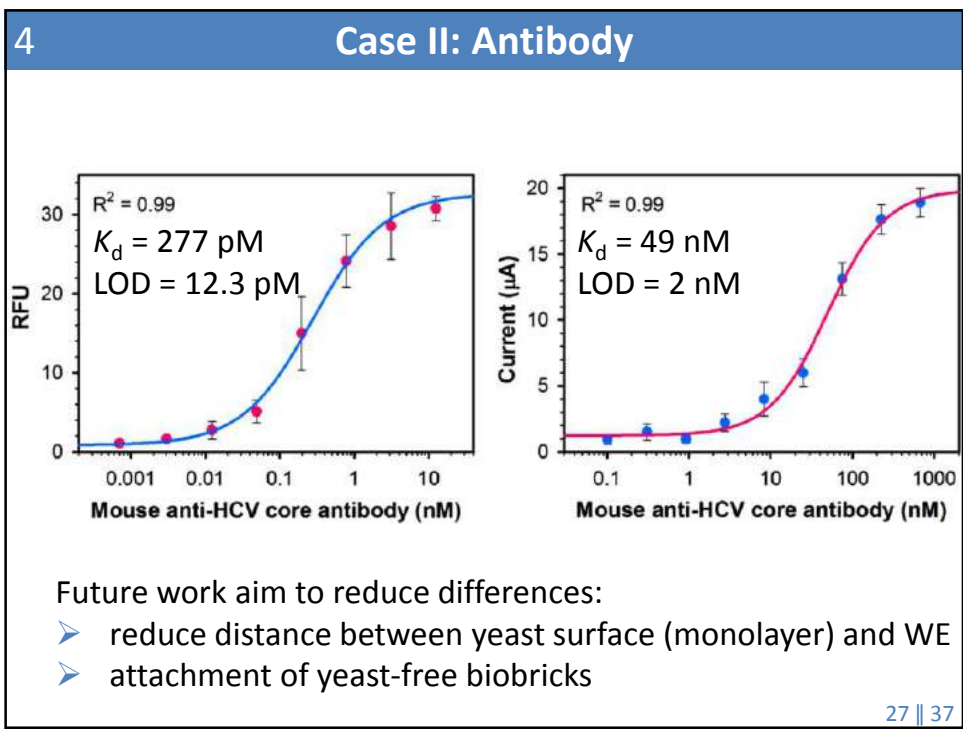 4
Case II: Antibody
R² = 0.99
K_d = 277 pM
LOD = 12.3 pM
RFU
30
20
10
0
0.001 0.01 0.1 1 10
Mouse anti-HCV core antibody (nM)
R² = 0.99
K_d = 49 nM
LOD = 2 nM
Current (µA)
20
15
10
5
0
0.1 1 10 100 1000
Mouse anti-HCV core antibody (nM)
Future work aim to reduce differences:
➢ reduce distance between yeast surface (monolayer) and WE
➢ attachment of yeast-free biobricks
27 ‖ 37